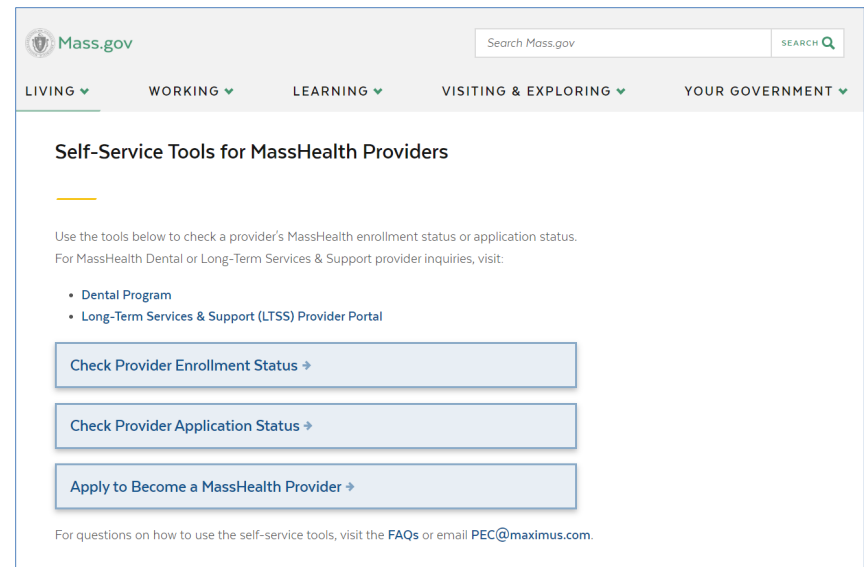 Mass.gov
Search Mass.gov
SEARCH
LIVING
WORKING
LEARNING
VISITING & EXPLORING
YOUR GOVERNMENT
Self-Service Tools for MassHealth Providers
Use the tools below to check a provider's MassHealth enrollment status or application status.
For MassHealth Dental or Long-Term Services & Support provider inquiries, visit:
• Dental Program
• Long-Term Services & Support (LTSS) Provider Portal
Check Provider Enrollment Status →
Check Provider Application Status →
Apply to Become a MassHealth Provider →
For questions on how to use the self-service tools, visit the FAQs or email PEC@maximus.com.